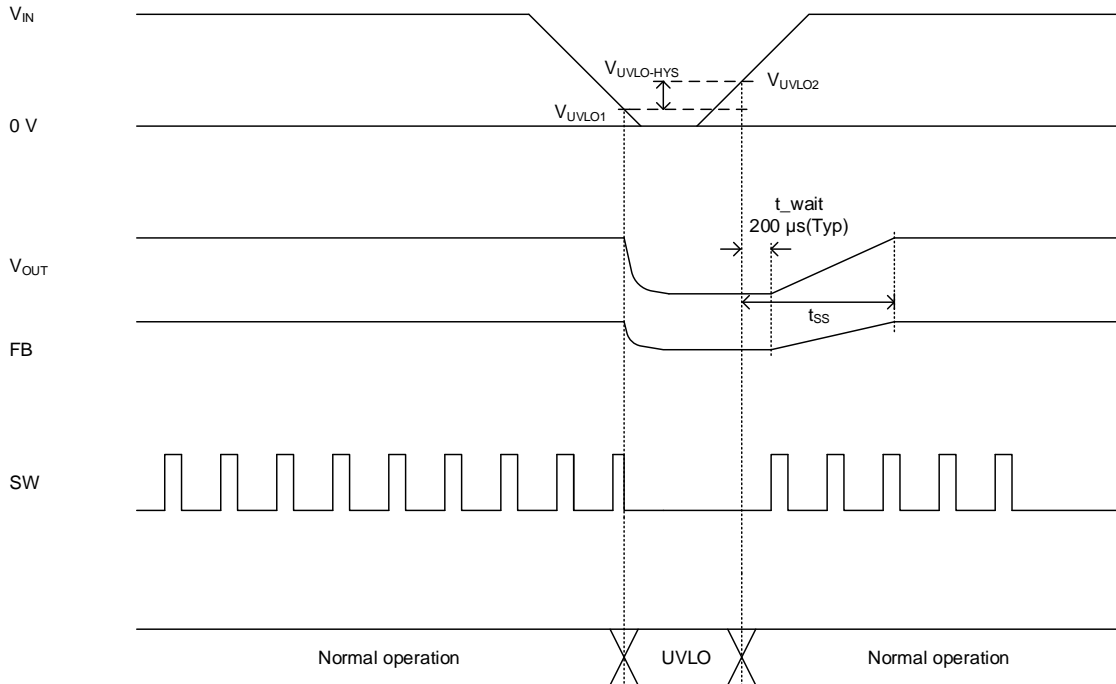 VIN
VUVLO-HYS
VUVLO2
VUVLO1
0 V
t_wait
200 μs(Typ)
VOUT
tSS
FB
SW
Normal operation
UVLO
Normal operation